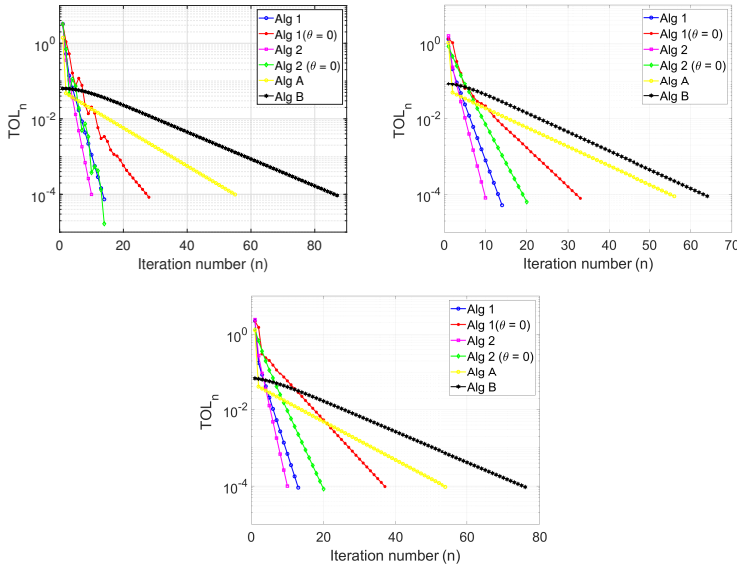 Alg 1
Alg 1(θ = 0)
Alg 2
Alg 2 (θ = 0)
Alg A
Alg B
10^0
10^-2
10^-4
TOL_n
0 20 40 60 80
Iteration number (n)
Alg 1
Alg 1(θ = 0)
Alg 2
Alg 2 (θ = 0)
Alg A
Alg B
10^0
10^-2
10^-4
TOL_n
0 10 20 30 40 50 60 70
Iteration number (n)
Alg 1
Alg 1(θ = 0)
Alg 2
Alg 2 (θ = 0)
Alg A
Alg B
10^0
10^-2
10^-4
TOL_n
0 20 40 60 80
Iteration number (n)